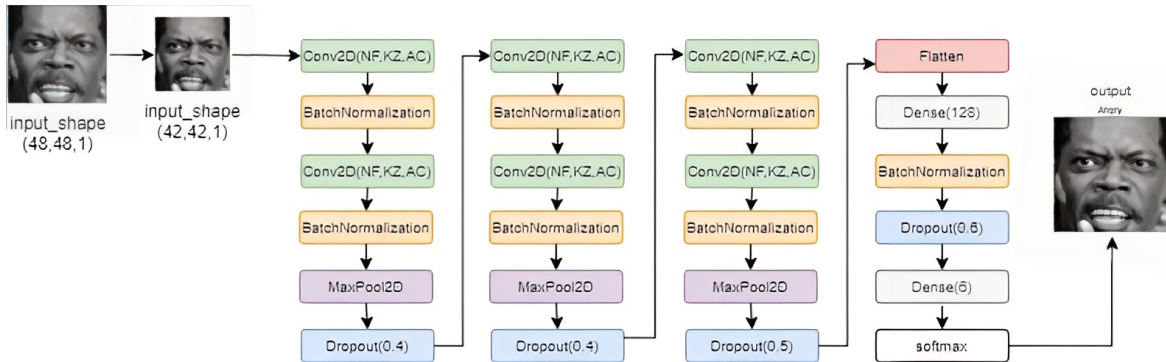 input_shape
(48,48,1)
input_shape
(42,42,1)
Conv2D(NF,KZ,AC)
BatchNormalization
Conv2D(NF,KZ,AC)
BatchNormalization
MaxPool2D
Dropout(0.4)
Conv2D(NF,KZ,AC)
BatchNormalization
Conv2D(NF,KZ,AC)
BatchNormalization
MaxPool2D
Dropout(0.4)
Conv2D(NF,KZ,AC)
BatchNormalization
Conv2D(NF,KZ,AC)
BatchNormalization
MaxPool2D
Dropout(0.5)
Flatten
Dense(128)
BatchNormalization
Dropout(0.6)
Dense(6)
softmax
output
Angry